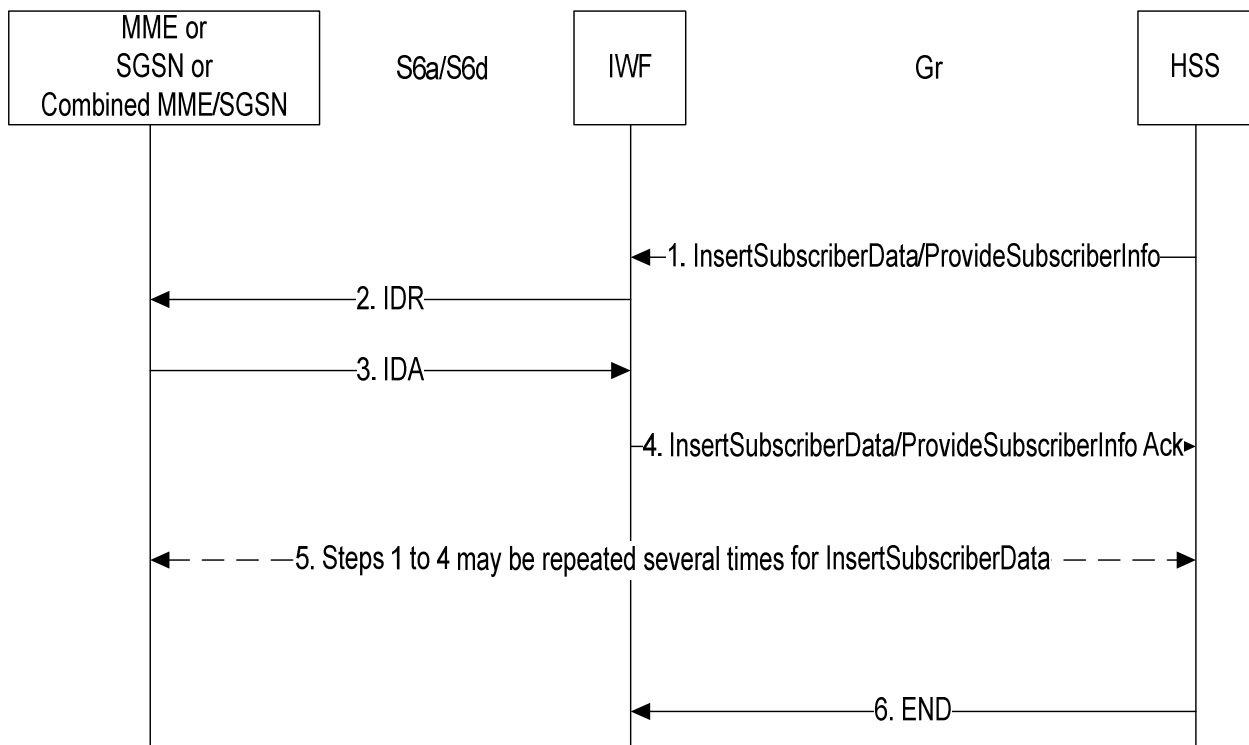 MME or
SGSN or
Combined MME/SGSN
S6a/S6d
IWF
Gr
HSS
1. InsertSubscriberData/ProvideSubscriberInfo
2. IDR
3. IDA
4. InsertSubscriberData/ProvideSubscriberInfo Ack
5. Steps 1 to 4 may be repeated several times for InsertSubscriberData
6. END